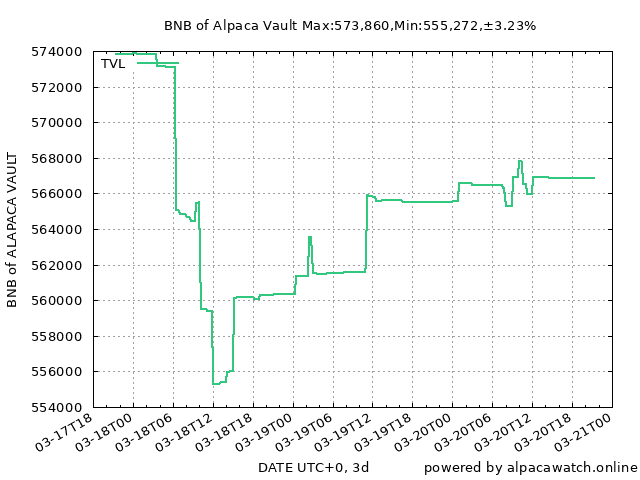 BNB of Alpaca Vault Max:573,860,Min:555,272,±3.23%
574000
TVL
572000
570000
568000
566000
564000
562000
560000
558000
556000
554000
BNB of ALAPACA VAULT
03-17T18 03-18T00 03-18T06 03-18T12 03-18T18 03-19T00 03-19T06 03-19T12 03-19T18 03-20T00 03-20T06 03-20T12 03-20T18 03-21T00
DATE UTC+0, 3d
powered by alpacawatch.online